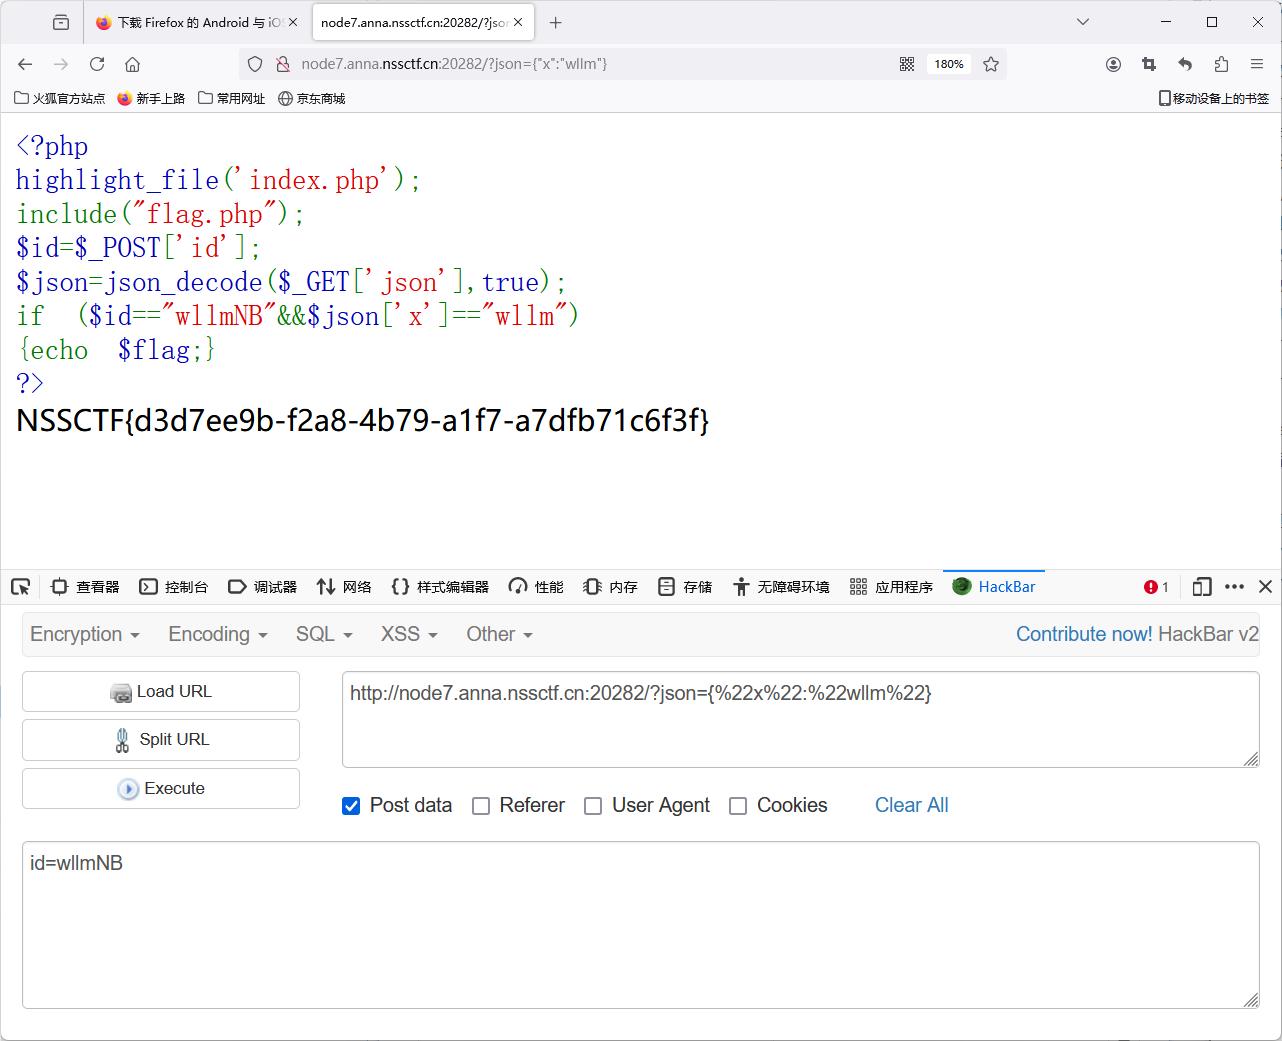 下载 Firefox 的 Android 与 iOS
node7.anna.nssctf.cn:20282/?json
node7.anna.nssctf.cn:20282/?json={"x":"wllm"}
180%
火狐官方站点 新手上路 常用网址 京东商城 移动设备上的书签
<?php
highlight_file('index.php');
include("flag.php");
$id=$_POST['id'];
$json=json_decode($_GET['json'],true);
if ($id=="wllmNB"&&$json['x']=="wllm")
{echo $flag;}
?>
NSSCTF{d3d7ee9b-f2a8-4b79-a1f7-a7dfb71c6f3f}
查看器 控制台 调试器 网络 样式编辑器 性能 内存 存储 无障碍环境 应用程序 HackBar 1
Encryption Encoding SQL XSS Other Contribute now! HackBar v2
Load URL
http://node7.anna.nssctf.cn:20282/?json={%22x%22:%22wllm%22}
Split URL
Execute
Post data Referer User Agent Cookies Clear All
id=wllmNB